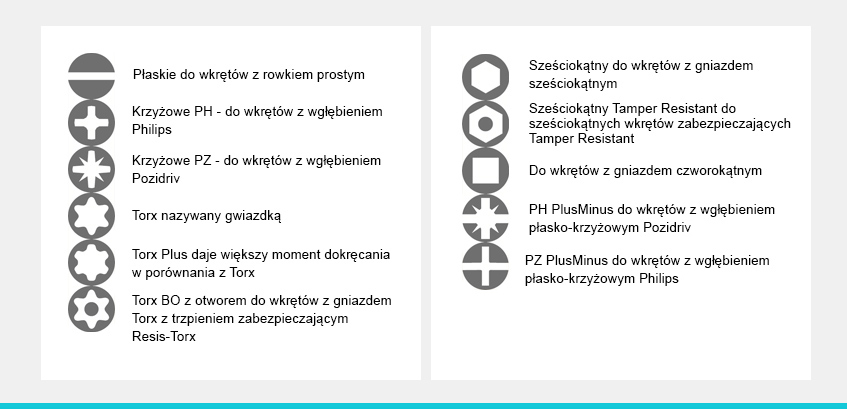 Płaskie do wkrętów z rowkiem prostym
Krzyżowe PH - do wkrętów z wgłębieniem
Philips
Krzyżowe PZ - do wkrętów z wgłębieniem
Pozidriv
Torx nazywany gwiazdką
Torx Plus daje większy moment dokręcania
w porównania z Torx
Torx BO z otworem do wkrętów z gniazdem
Torx z trzpieniem zabezpieczającym
Resis-Torx
Sześciokątny do wkrętów z gniazdem
sześciokątnym
Sześciokątny Tamper Resistant do
sześciokątnych wkrętów zabezpieczających
Tamper Resistant
Do wkrętów z gniazdem czworokątnym
PH PlusMinus do wkrętów z wgłębieniem
płasko-krzyżowym Pozidriv
PZ PlusMinus do wkrętów z wgłębieniem
płasko-krzyżowym Philips